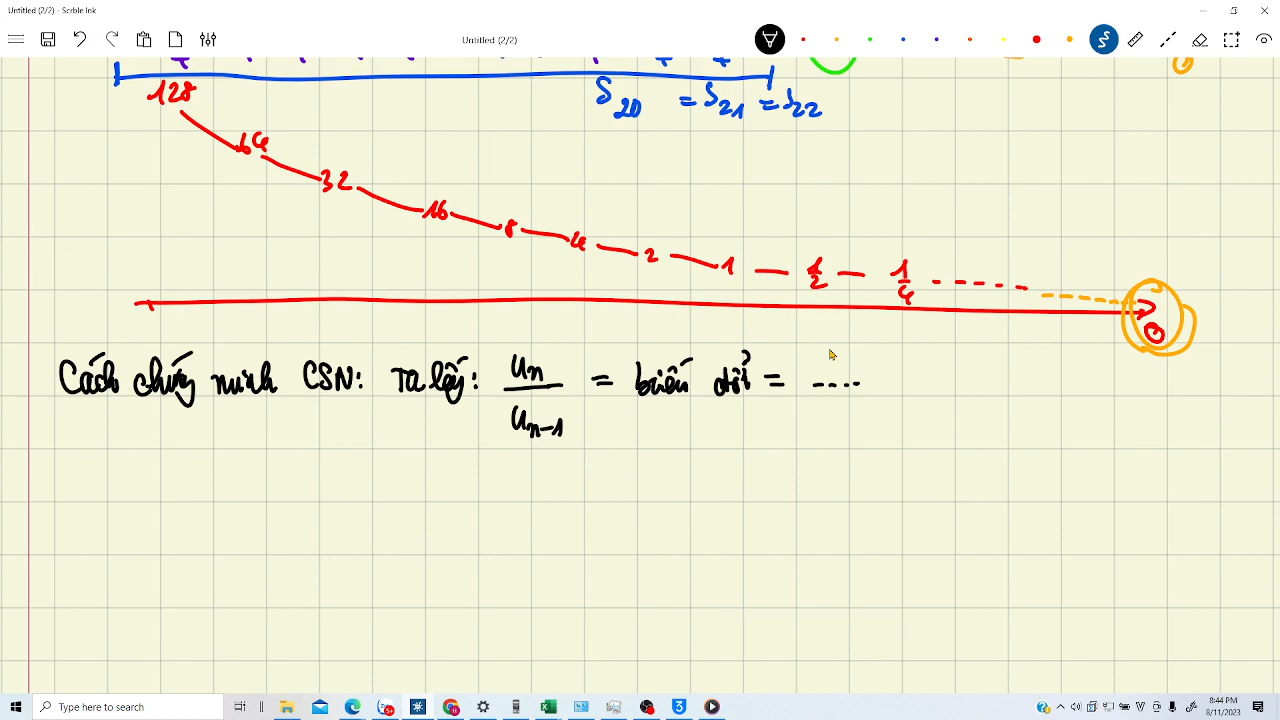 Untitled (2/2) - Scrble Ink
Untitled (2/2)
128
S20 = S21 = S22
64
32
16
8
4
2
1
1/2
1/4
0
Cách chứng minh CSN: Ta lấy: un/un-1 = biến đổi = ....
Type here to search
8:44 PM
8/11/2023